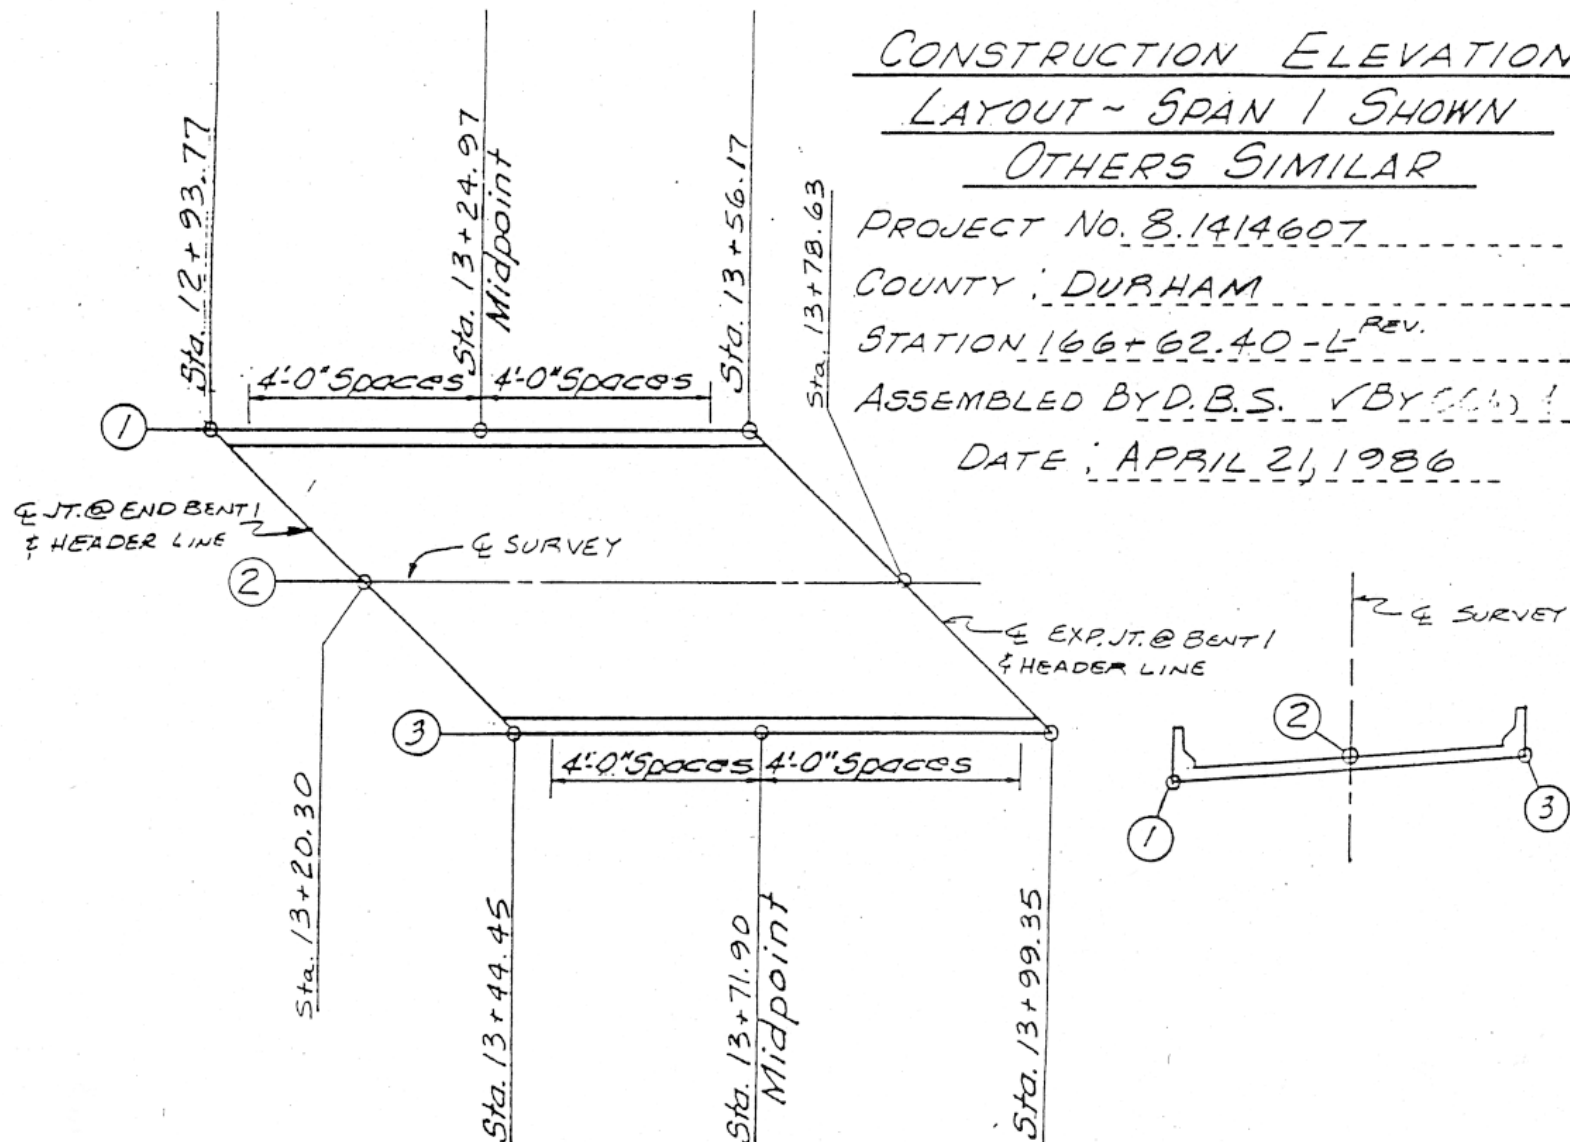 CONSTRUCTION ELEVATION
LAYOUT ~ SPAN 1 SHOWN
OTHERS SIMILAR
PROJECT No. 8.1414607
COUNTY : DURHAM
STATION 166+62.40-L REV.
ASSEMBLED BY D.B.S. √ BY
DATE : APRIL 21, 1986
Sta. 12+93.77
Sta. 13+24.97
Midpoint
Sta. 13+56.17
Sta. 13+78.63
4'-0" Spaces 4'-0" Spaces
1
℄ JT. @ END BENT 1
& HEADER LINE
℄ SURVEY
2
℄ EXP. JT. @ BENT 1
& HEADER LINE
3
4'-0" Spaces 4'-0" Spaces
Sta. 13+20.30
Sta. 13+44.45
Sta. 13+71.90
Midpoint
Sta. 13+99.35
℄ SURVEY
2
1
3